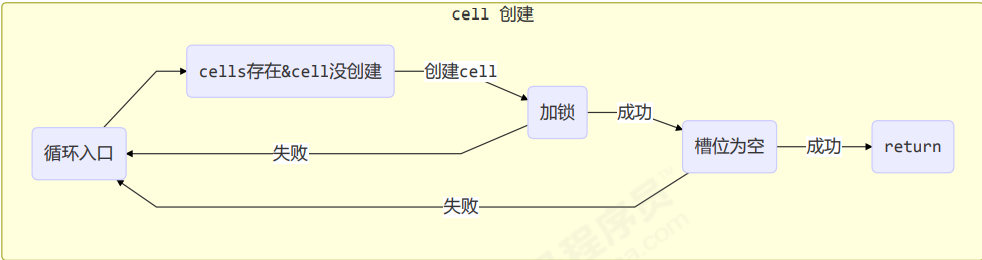 cell 创建
cells存在&cell没创建
创建cell
加锁
成功
循环入口
失败
槽位为空
成功
return
失败